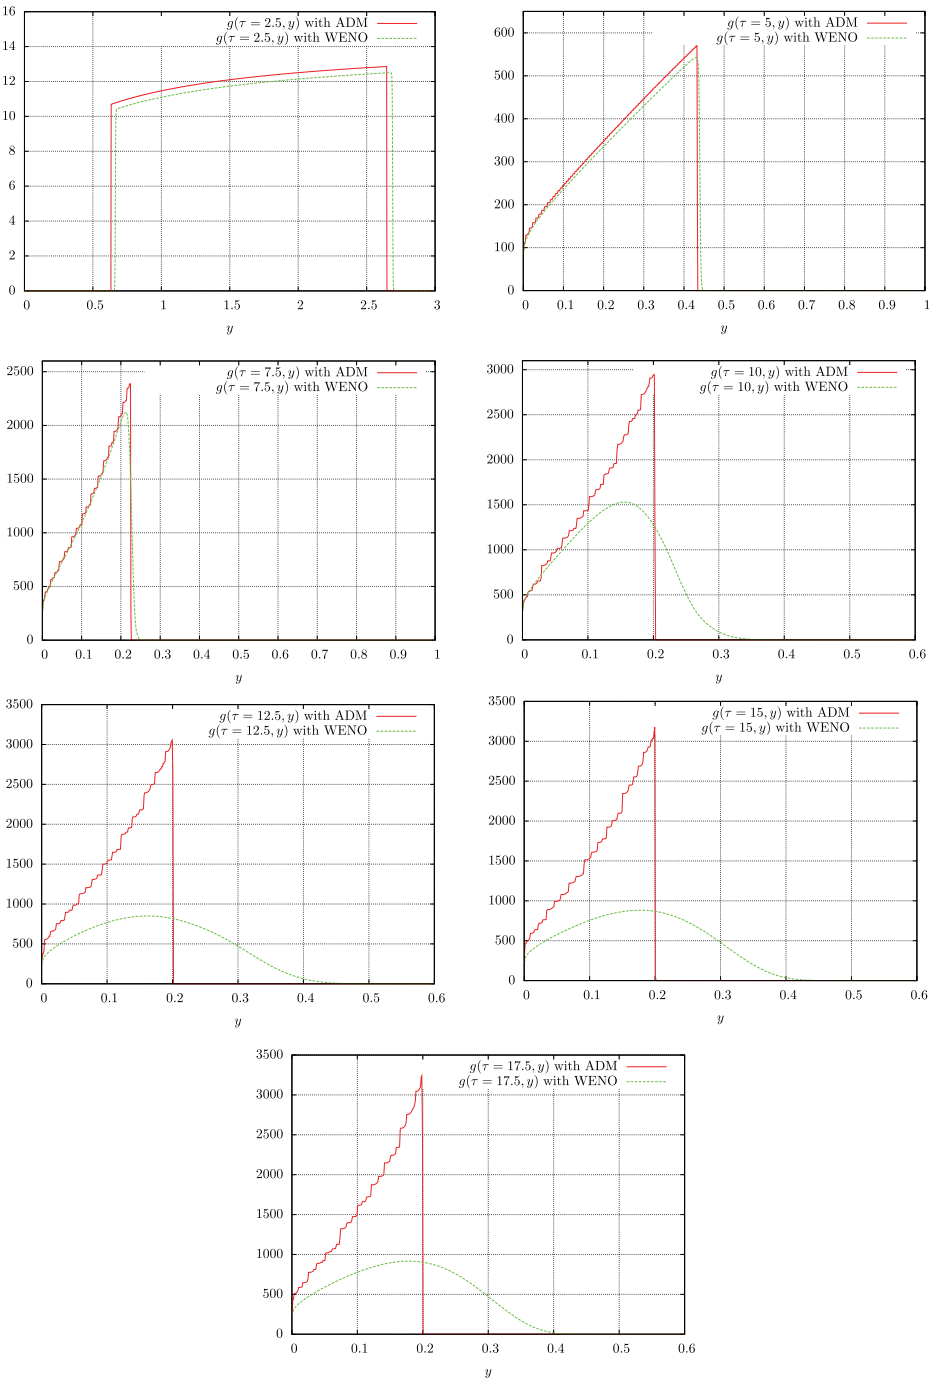 g(τ = 2.5, y) with ADM
g(τ = 2.5, y) with WENO
16
14
12
10
8
6
4
2
0
0 0.5 1 1.5 2 2.5 3
y
g(τ = 5, y) with ADM
g(τ = 5, y) with WENO
600
500
400
300
200
100
0
0 0.1 0.2 0.3 0.4 0.5 0.6 0.7 0.8 0.9 1
y
g(τ = 7.5, y) with ADM
g(τ = 7.5, y) with WENO
2500
2000
1500
1000
500
0
0 0.1 0.2 0.3 0.4 0.5 0.6 0.7 0.8 0.9 1
y
g(τ = 10, y) with ADM
g(τ = 10, y) with WENO
3000
2500
2000
1500
1000
500
0
0 0.1 0.2 0.3 0.4 0.5 0.6
y
g(τ = 12.5, y) with ADM
g(τ = 12.5, y) with WENO
3500
3000
2500
2000
1500
1000
500
0
0 0.1 0.2 0.3 0.4 0.5 0.6
y
g(τ = 15, y) with ADM
g(τ = 15, y) with WENO
3500
3000
2500
2000
1500
1000
500
0
0 0.1 0.2 0.3 0.4 0.5 0.6
y
g(τ = 17.5, y) with ADM
g(τ = 17.5, y) with WENO
3500
3000
2500
2000
1500
1000
500
0
0 0.1 0.2 0.3 0.4 0.5 0.6
y